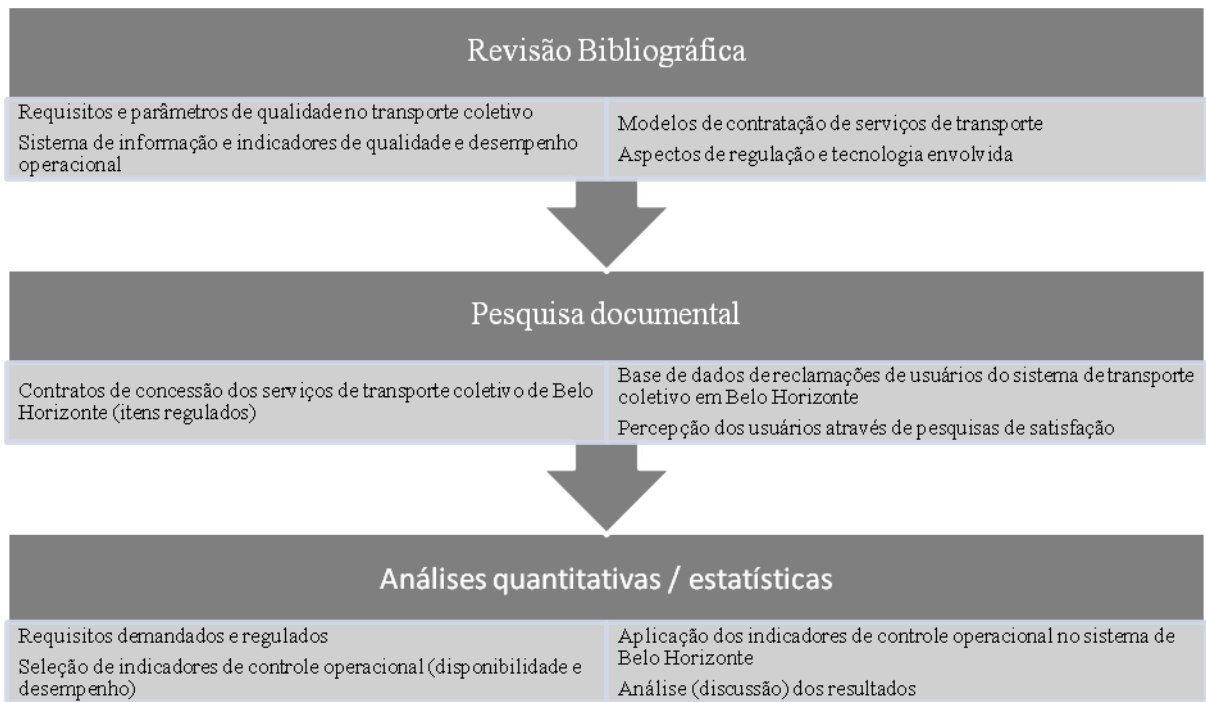 Revisão Bibliográfica
Requisitos e parâmetros de qualidade no transporte coletivo
Sistema de informação e indicadores de qualidade e desempenho
operacional
Modelos de contratação de serviços de transporte
Aspectos de regulação e tecnologia envolvida
Pesquisa documental
Contratos de concessão dos serviços de transporte coletivo de Belo
Horizonte (itens regulados)
Base de dados de reclamações de usuários do sistema de transporte
coletivo em Belo Horizonte
Percepção dos usuários através de pesquisas de satisfação
Análises quantitativas / estatísticas
Requisitos demandados e regulados
Seleção de indicadores de controle operacional (disponibilidade e
desempenho)
Aplicação dos indicadores de controle operacional no sistema de
Belo Horizonte
Análise (discussão) dos resultados